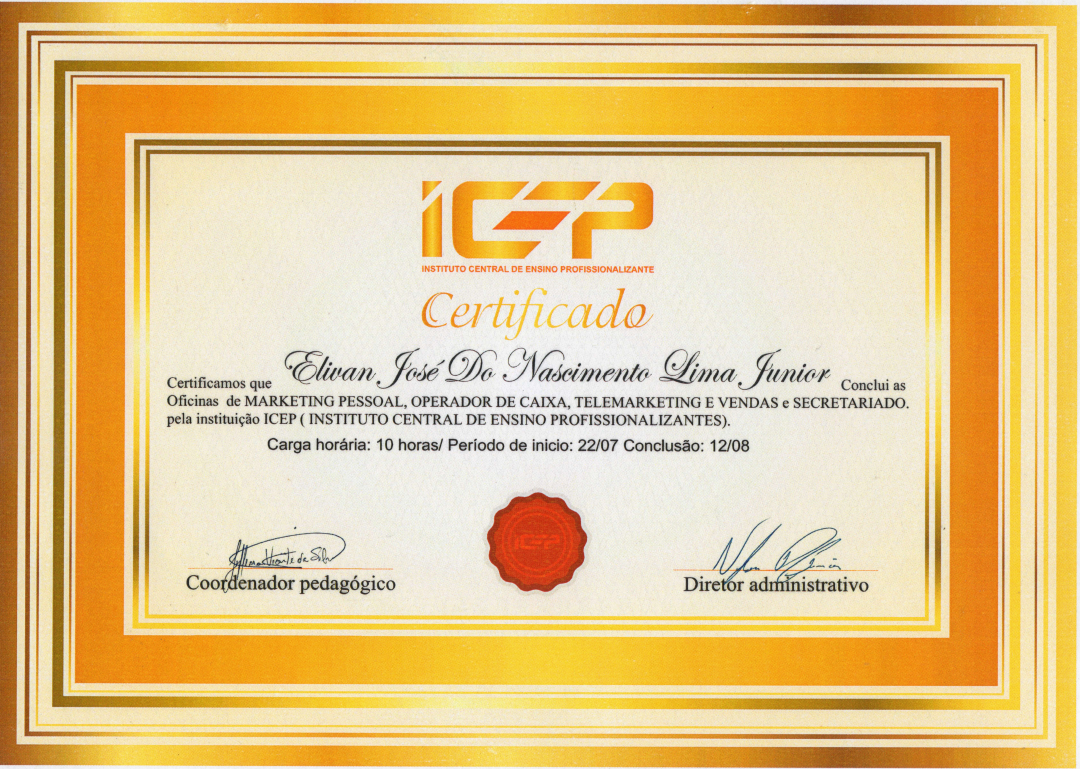 ICEP
INSTITUTO CENTRAL DE ENSINO PROFISSIONALIZANTE
Certificado
Certificamos que Elivan José Do Nascimento Lima Junior Conclui as
Oficinas de MARKETING PESSOAL, OPERADOR DE CAIXA, TELEMARKETING E VENDAS e SECRETARIADO.
pela instituição ICEP ( INSTITUTO CENTRAL DE ENSINO PROFISSIONALIZANTES).
Carga horária: 10 horas/ Período de inicio: 22/07 Conclusão: 12/08
ICEP
Coordenador pedagógico
Diretor administrativo